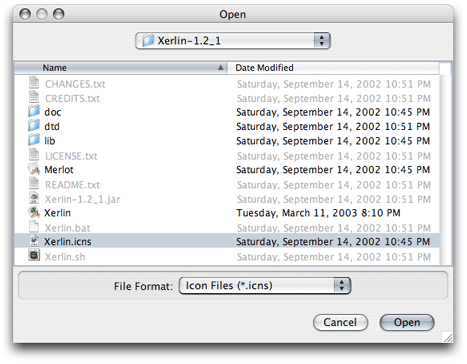 Open
Xerlin-1.2_1
Name Date Modified
CHANGES.txt Saturday, September 14, 2002 10:51 PM
CREDITS.txt Saturday, September 14, 2002 10:51 PM
doc Saturday, September 14, 2002 10:45 PM
dtd Saturday, September 14, 2002 10:51 PM
lib Saturday, September 14, 2002 10:45 PM
LICENSE.txt Saturday, September 14, 2002 10:51 PM
Merlot Saturday, September 14, 2002 10:45 PM
README.txt Saturday, September 14, 2002 10:51 PM
Xerlin-1.2_1.jar Saturday, September 14, 2002 10:51 PM
Xerlin Tuesday, March 11, 2003 8:10 PM
Xerlin.bat Saturday, September 14, 2002 10:51 PM
Xerlin.icns Saturday, September 14, 2002 10:45 PM
Xerlin.sh Saturday, September 14, 2002 10:51 PM
File Format: Icon Files (*.icns)
Cancel Open